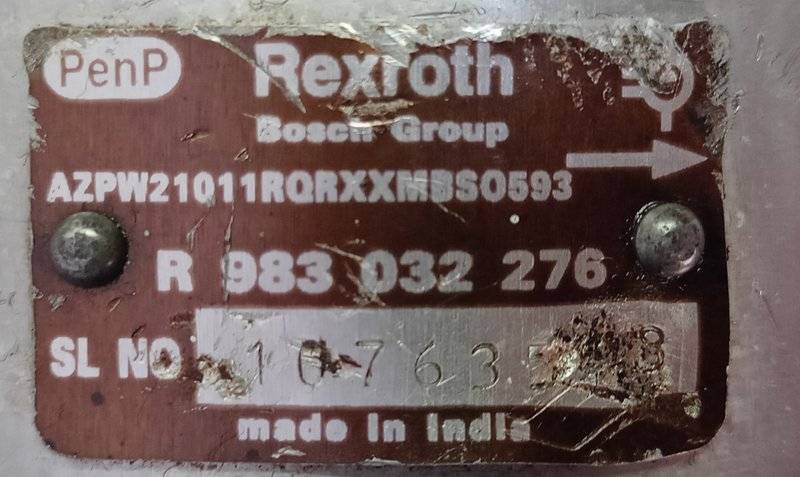 PenP
Rexroth
Bosch Group
AZPW21011RQRXXMBSO593
R 983 032 276
SL NO
made in India